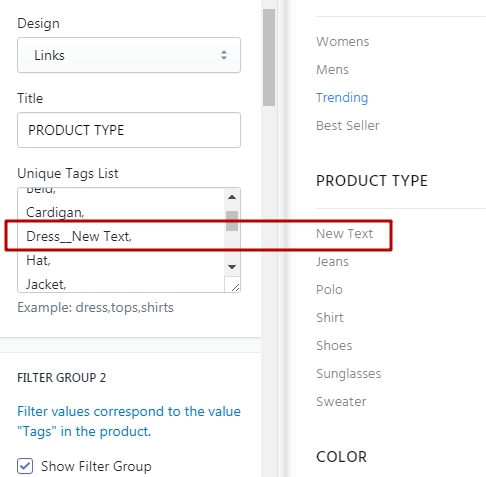 Design
Links
Title
PRODUCT TYPE
Unique Tags List
Cardigan,
Dress__New Text,
Hat,
Jacket,
Example: dress,tops,shirts
FILTER GROUP 2
Filter values correspond to the value
"Tags" in the product.
Show Filter Group
Womens
Mens
Trending
Best Seller
PRODUCT TYPE
New Text
Jeans
Polo
Shirt
Shoes
Sunglasses
Sweater
COLOR